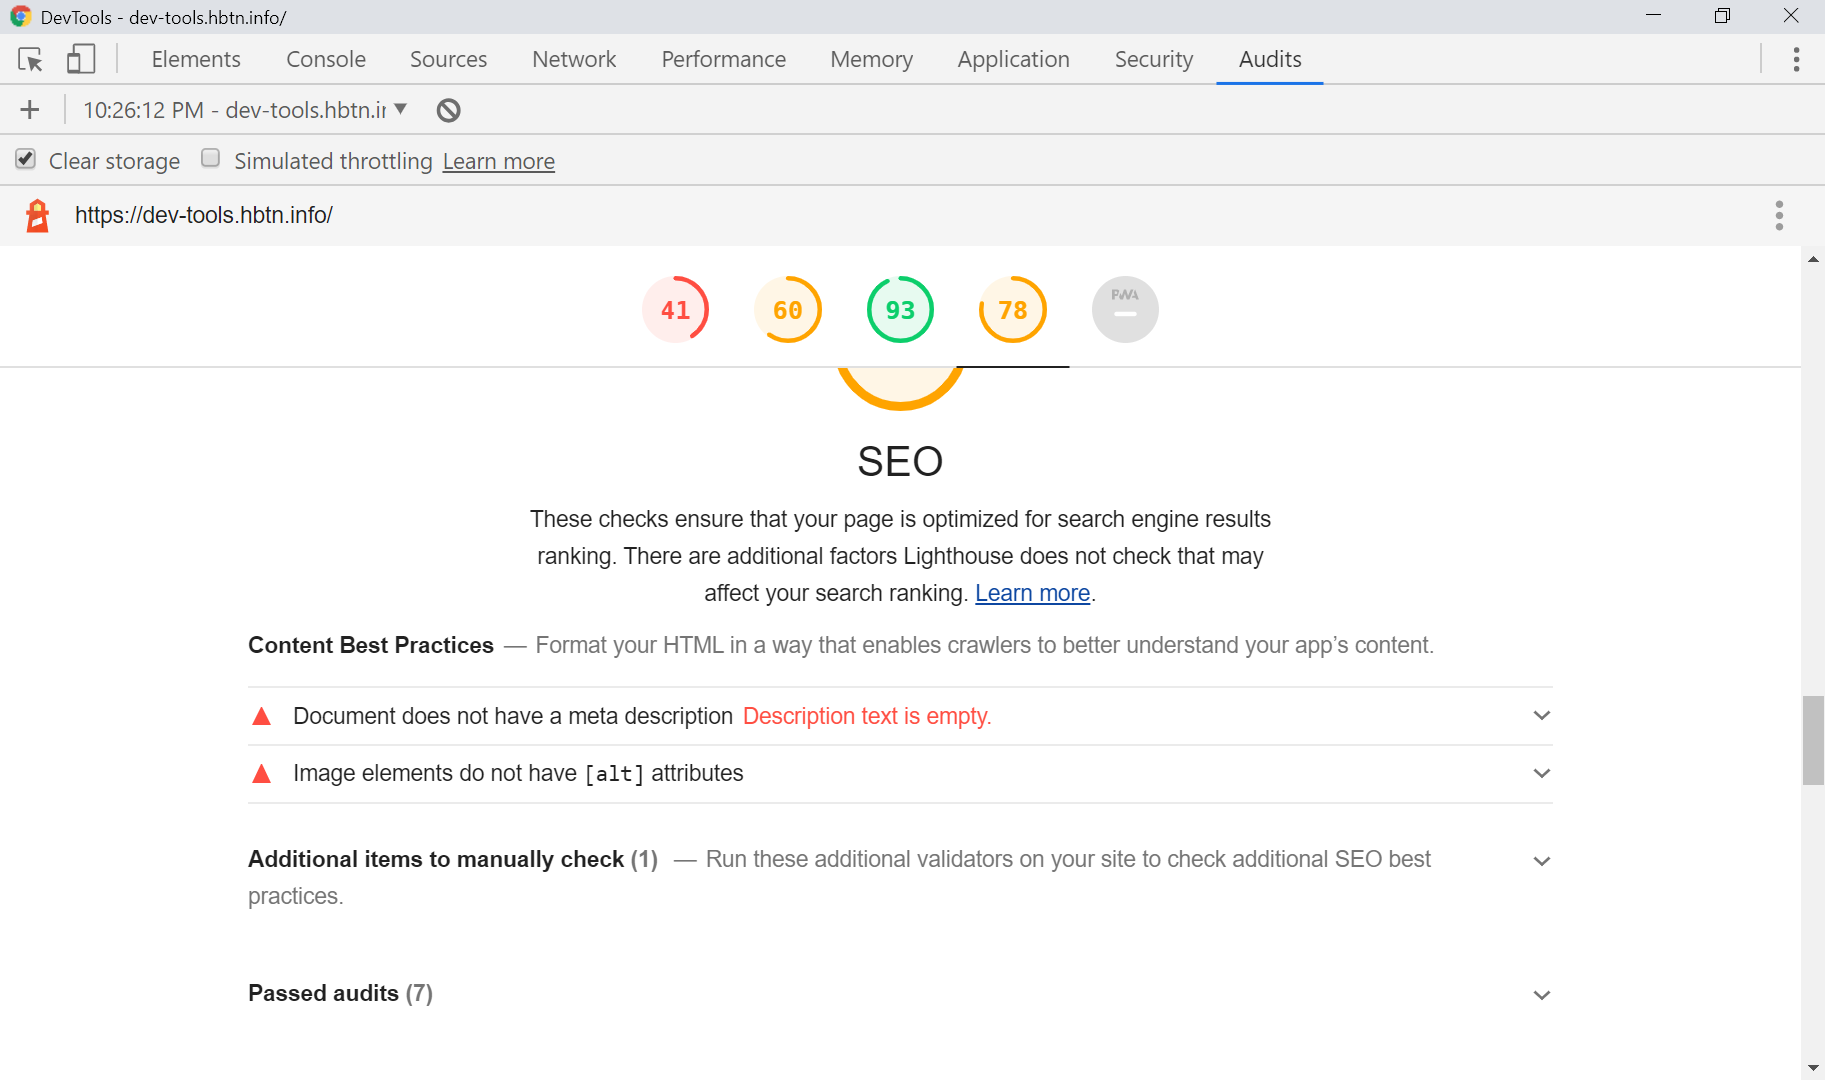 DevTools - dev-tools.hbtn.info/
Elements Console Sources Network Performance Memory Application Security Audits
10:26:12 PM - dev-tools.hbtn.ir
Clear storage Simulated throttling Learn more
https://dev-tools.hbtn.info/
41 60 93 78 PWA
SEO
These checks ensure that your page is optimized for search engine results
ranking. There are additional factors Lighthouse does not check that may
affect your search ranking. Learn more.
Content Best Practices — Format your HTML in a way that enables crawlers to better understand your app’s content.
Document does not have a meta description Description text is empty.
Image elements do not have [alt] attributes
Additional items to manually check (1) — Run these additional validators on your site to check additional SEO best
practices.
Passed audits (7)